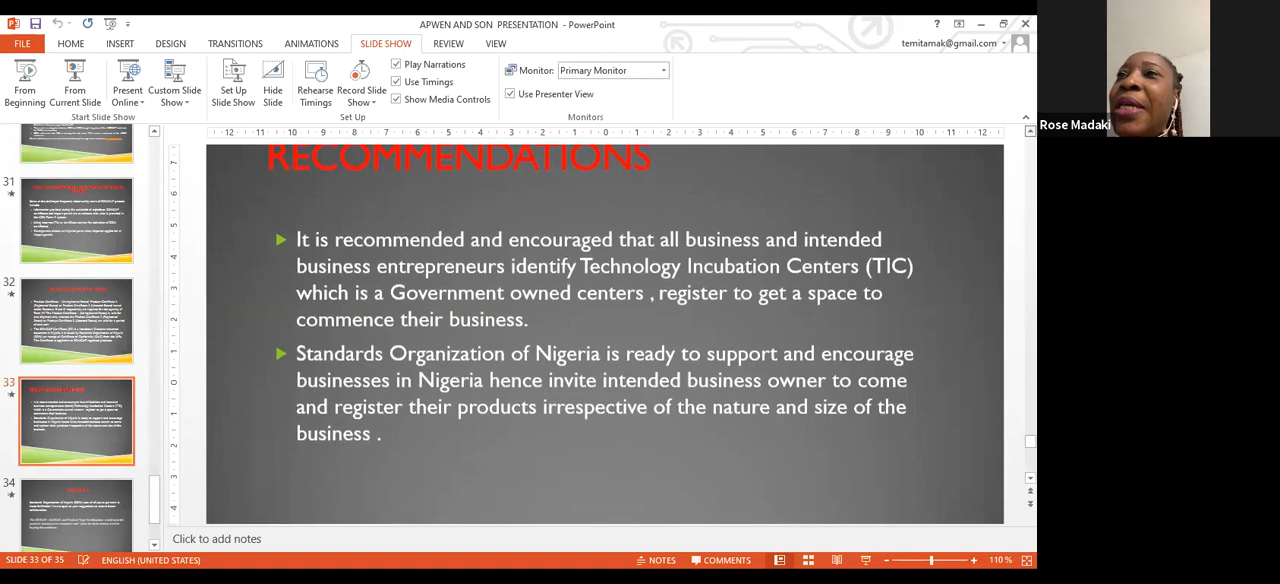 APWEN AND SON PRESENTATION - PowerPoint
FILE HOME INSERT DESIGN TRANSITIONS ANIMATIONS SLIDE SHOW REVIEW VIEW
temitamak@gmail.com
From Beginning
From Current Slide
Present Online
Custom Slide Show
Start Slide Show
Set Up Slide Show
Hide Slide
Rehearse Timings
Record Slide Show
Play Narrations
Use Timings
Show Media Controls
Set Up
Monitor: Primary Monitor
Use Presenter View
Monitors
Rose Madaki
31
32
33
34
RECOMMENDATIONS
It is recommended and encouraged that all business and intended
business entrepreneurs identify Technology Incubation Centers (TIC)
which is a Government owned centers , register to get a space to
commence their business.
Standards Organization of Nigeria is ready to support and encourage
businesses in Nigeria hence invite intended business owner to come
and register their products irrespective of the nature and size of the
business .
Click to add notes
SLIDE 33 OF 35 ENGLISH (UNITED STATES) NOTES COMMENTS 110 %